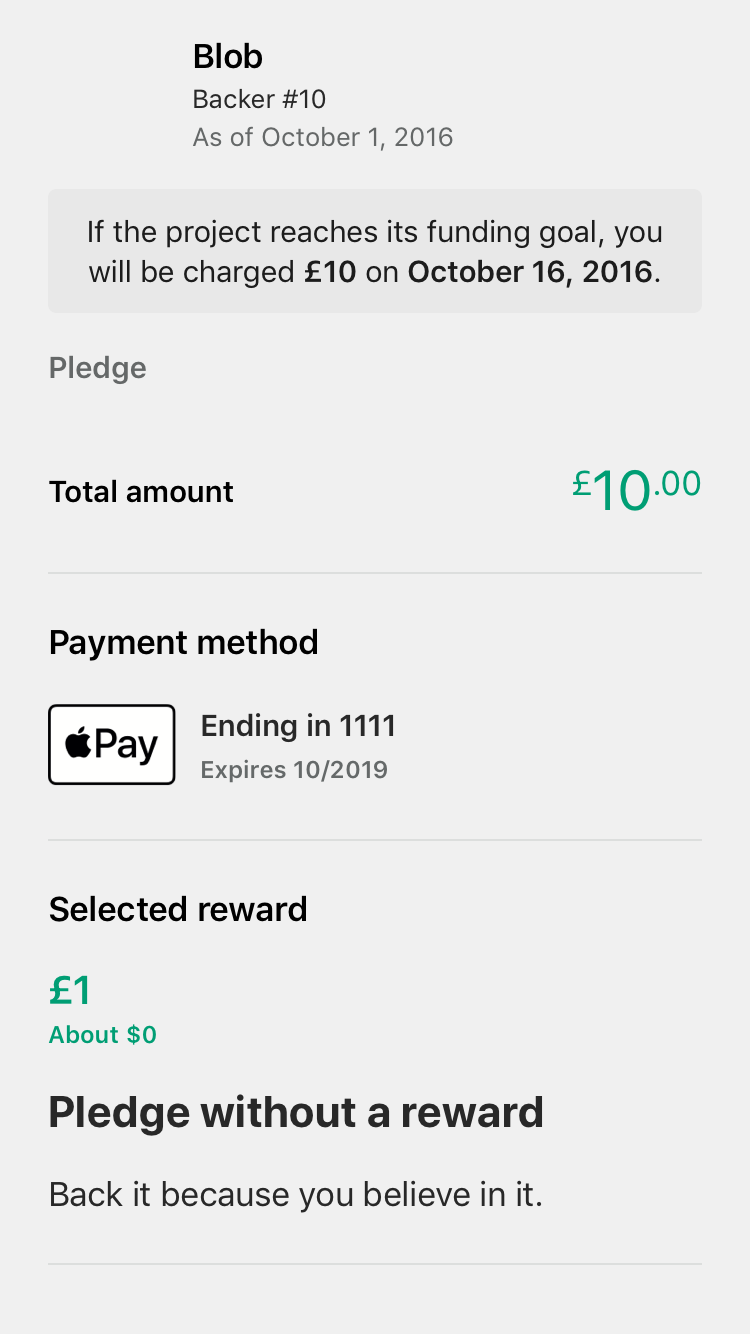 Blob
Backer #10
As of October 1, 2016
If the project reaches its funding goal, you
will be charged £10 on October 16, 2016.
Pledge
Total amount
£10.00
Payment method
Pay
Ending in 1111
Expires 10/2019
Selected reward
£1
About $0
Pledge without a reward
Back it because you believe in it.